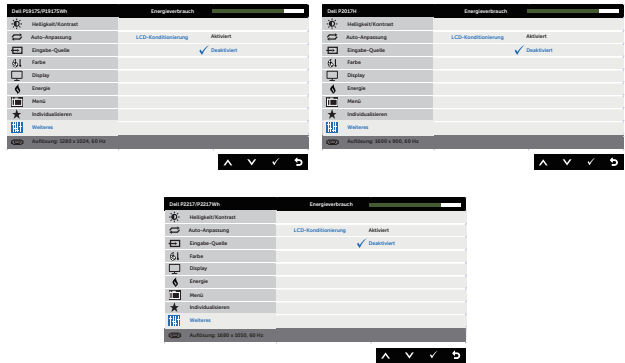 Dell P1917S/P1917SWh Energieverbrauch
Helligkeit/Kontrast
Auto-Anpassung LCD-Konditionierung Aktiviert
Eingabe-Quelle Deaktiviert
Farbe
Display
Energie
Menü
Individualisieren
Weiteres
Auflösung: 1280 x 1024, 60 Hz
Dell P2017H Energieverbrauch
Helligkeit/Kontrast
Auto-Anpassung LCD-Konditionierung Aktiviert
Eingabe-Quelle Deaktiviert
Farbe
Display
Energie
Menü
Individualisieren
Weiteres
Auflösung: 1600 x 900, 60 Hz
Dell P2217/P2217Wh Energieverbrauch
Helligkeit/Kontrast
Auto-Anpassung LCD-Konditionierung Aktiviert
Eingabe-Quelle Deaktiviert
Farbe
Display
Energie
Menü
Individualisieren
Weiteres
Auflösung: 1680 x 1050, 60 Hz